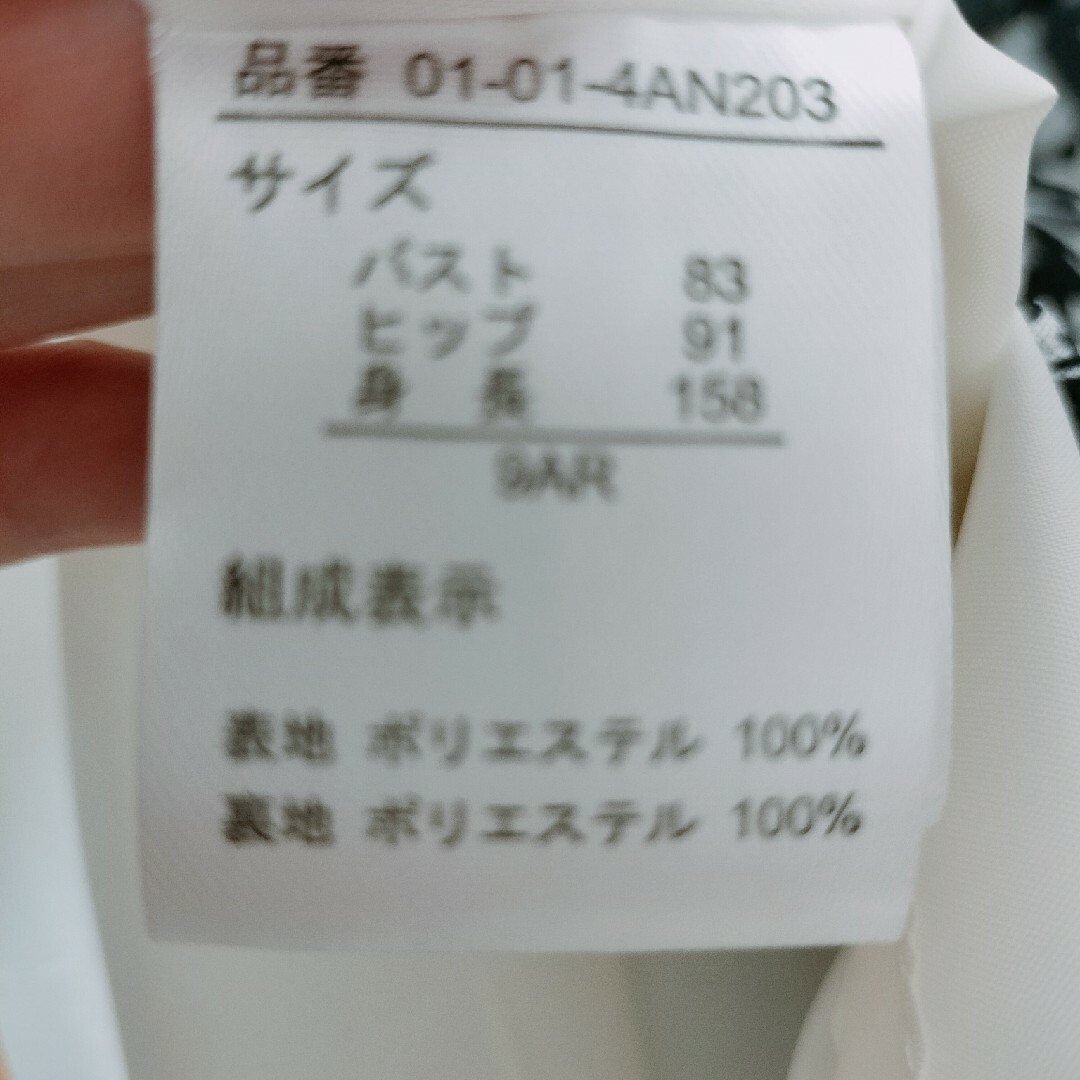 品番 01-01-4AN203
サイズ
バスト 83
ヒップ 91
身 長 158
9AR
組成表示
表地 ポリエステル 100%
裏地 ポリエステル 100%